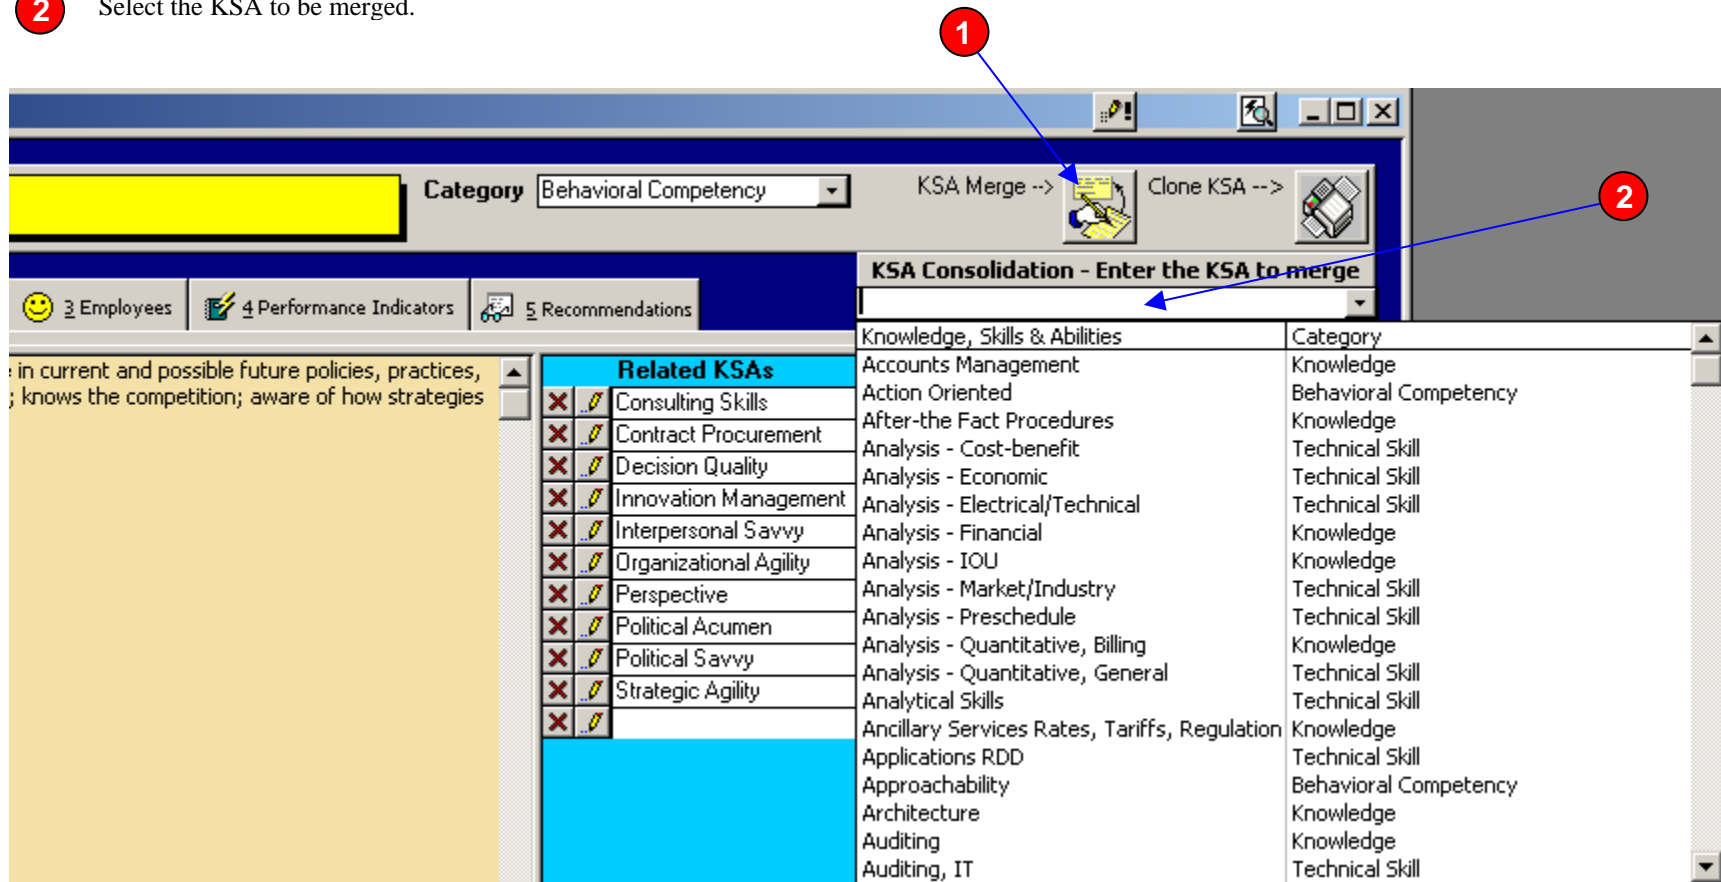 2 Select the KSA to be merged.
1
Category Behavioral Competency KSA Merge --> Clone KSA -->
2
KSA Consolidation - Enter the KSA to merge
3 Employees 4 Performance Indicators 5 Recommendations
Knowledge, Skills & Abilities Category
in current and possible future policies, practices,
; knows the competition; aware of how strategies
Related KSAs
Consulting Skills
Contract Procurement
Decision Quality
Innovation Management
Interpersonal Savvy
Organizational Agility
Perspective
Political Acumen
Political Savvy
Strategic Agility
Accounts Management Knowledge
Action Oriented Behavioral Competency
After-the Fact Procedures Knowledge
Analysis - Cost-benefit Technical Skill
Analysis - Economic Technical Skill
Analysis - Electrical/Technical Technical Skill
Analysis - Financial Knowledge
Analysis - IOU Knowledge
Analysis - Market/Industry Technical Skill
Analysis - Preschedule Technical Skill
Analysis - Quantitative, Billing Knowledge
Analysis - Quantitative, General Technical Skill
Analytical Skills Technical Skill
Ancillary Services Rates, Tariffs, Regulation Knowledge
Applications RDD Technical Skill
Approachability Behavioral Competency
Architecture Knowledge
Auditing Knowledge
Auditing, IT Technical Skill